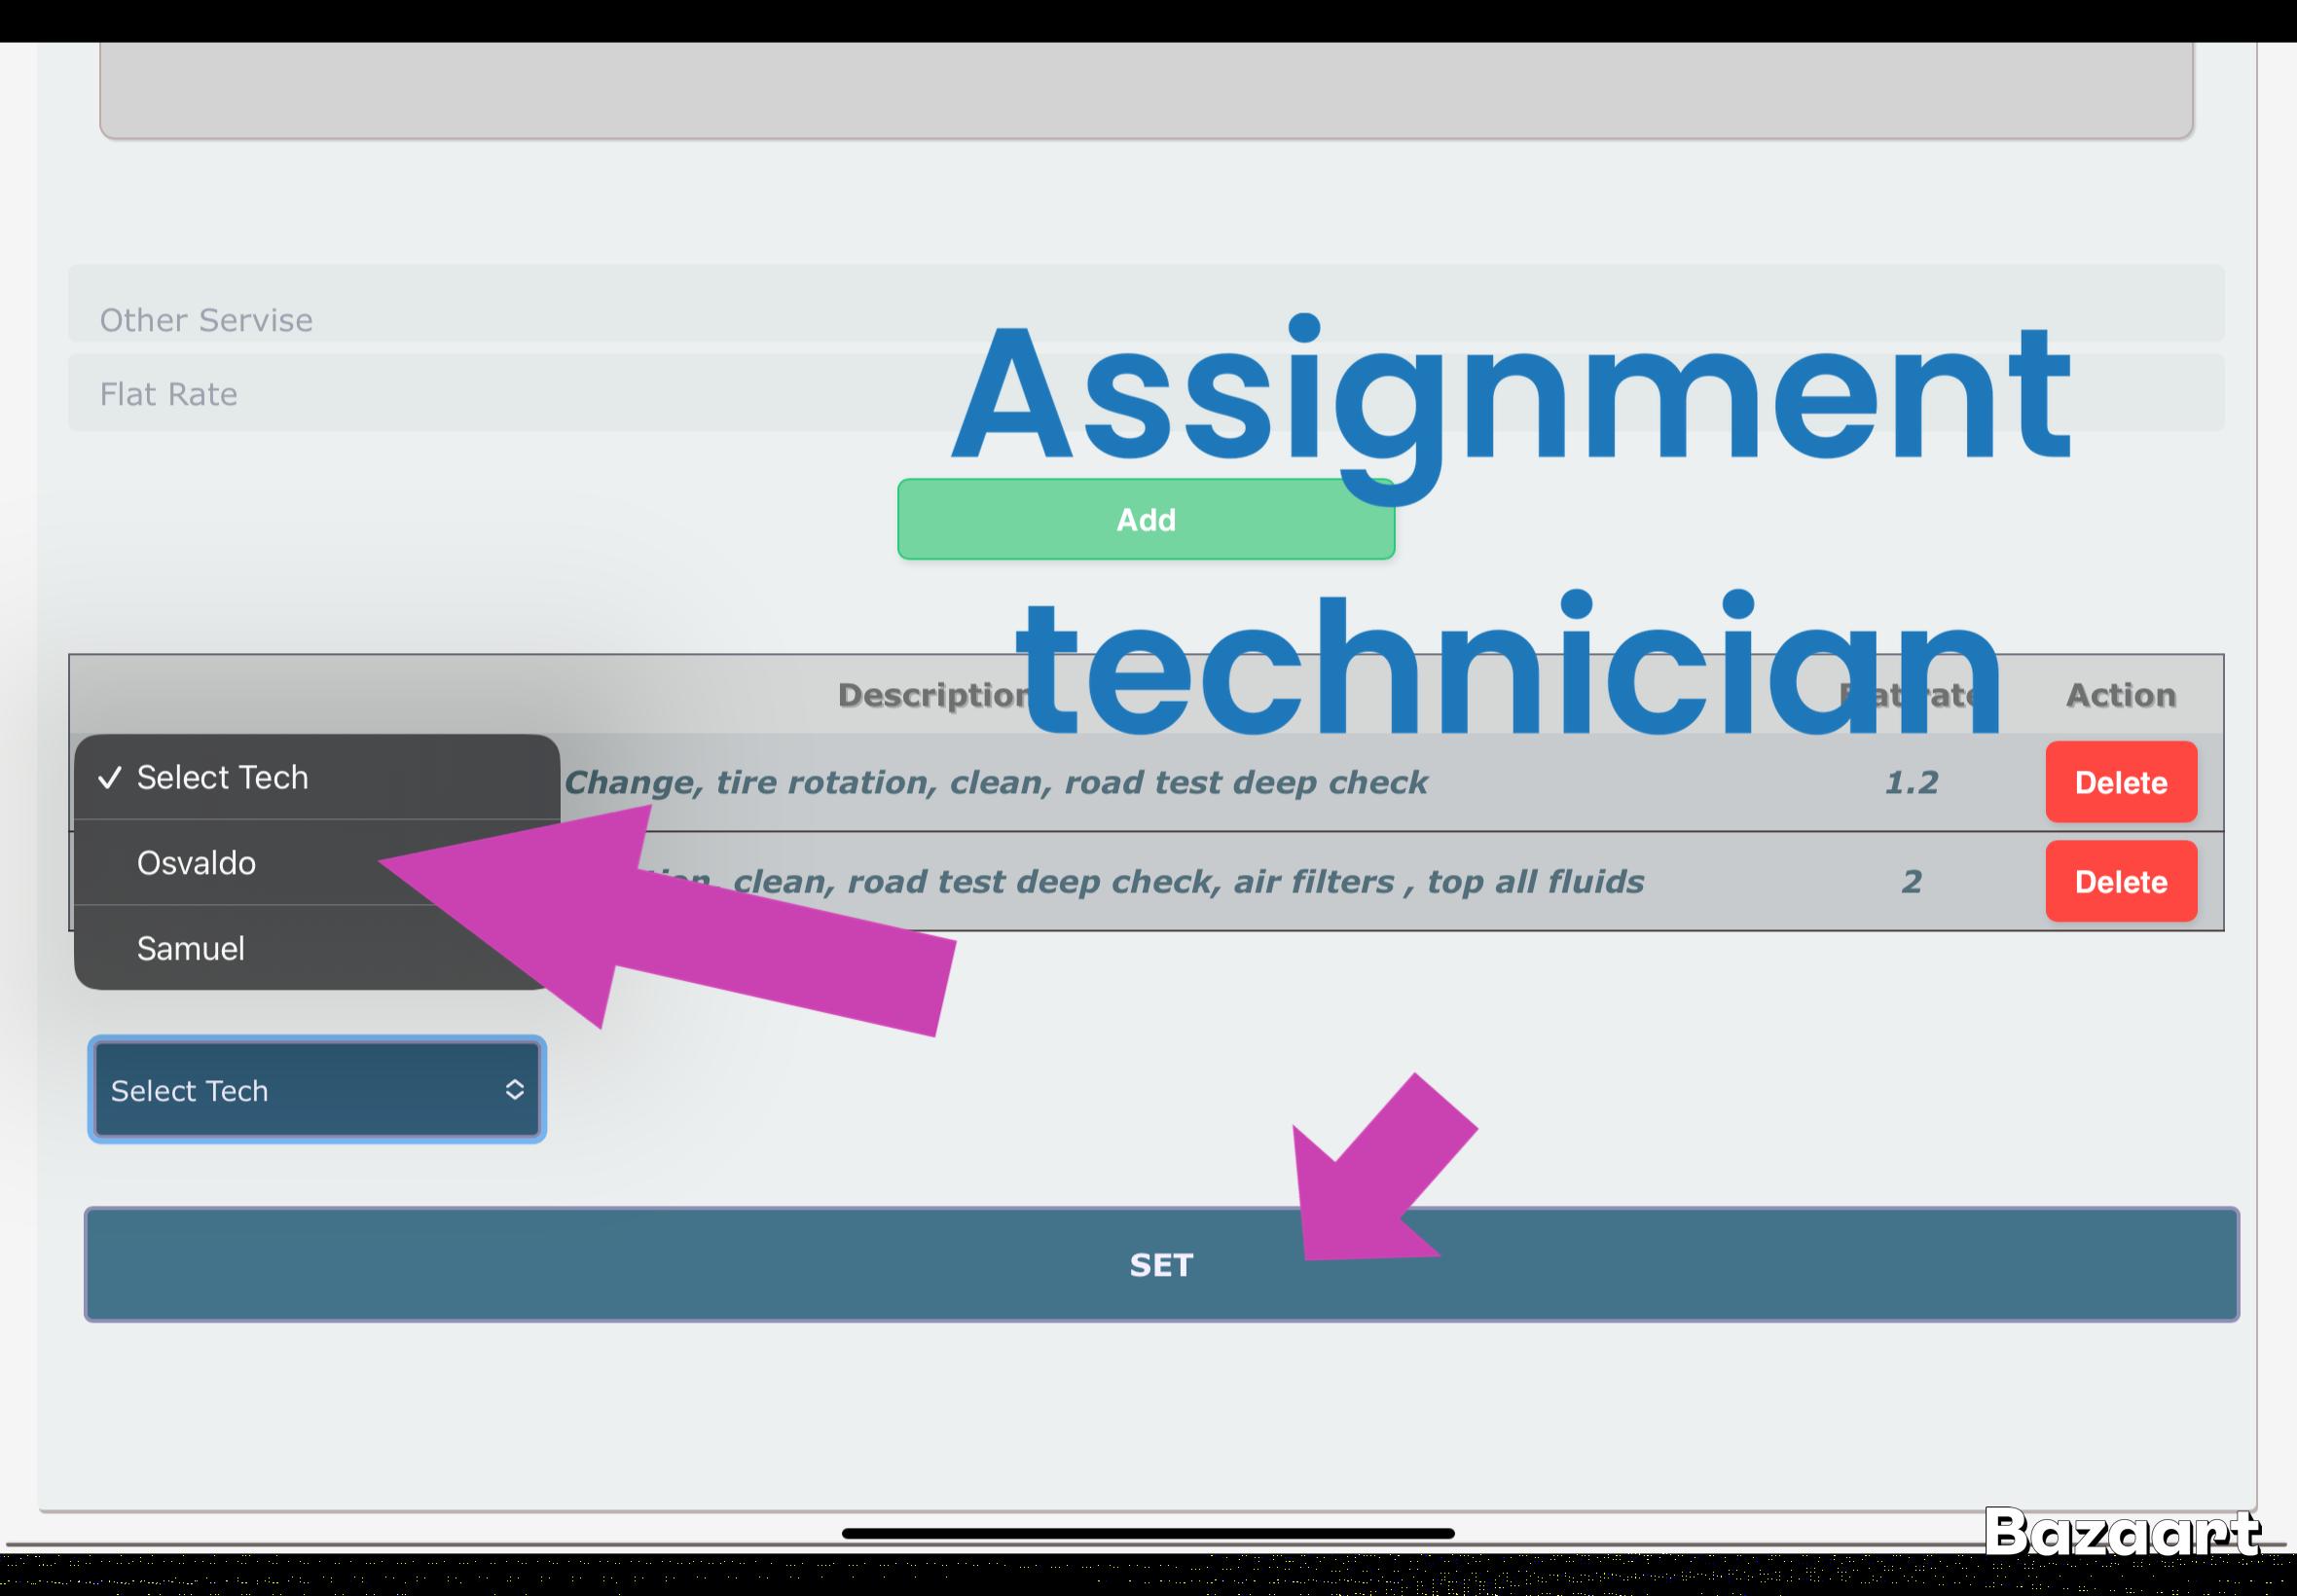 Other Servise
Flat Rate
Assignment
Add
technician
Description Flat rate Action
Select Tech
Change, tire rotation, clean, road test deep check 1.2 Delete
Osvaldo
clean, road test deep check, air filters , top all fluids 2 Delete
Samuel
Select Tech
SET
Bazaart